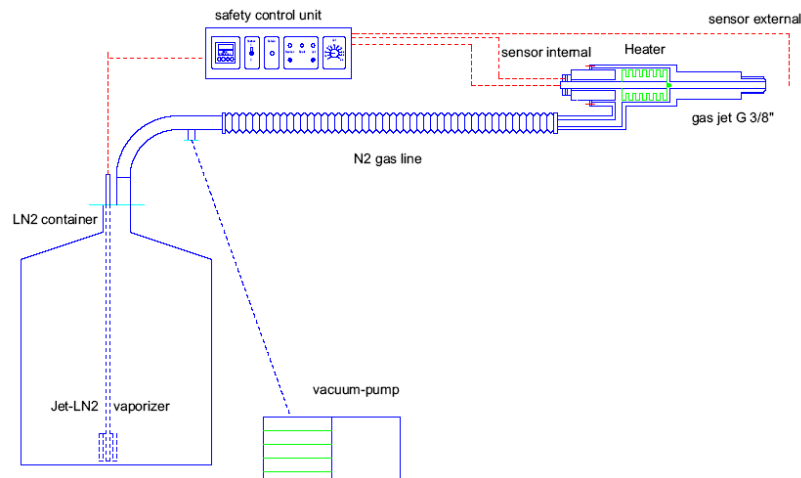 safety control unit
sensor external
sensor internal
Heater
gas jet G 3/8"
N2 gas line
LN2 container
vacuum-pump
Jet-LN2 vaporizer